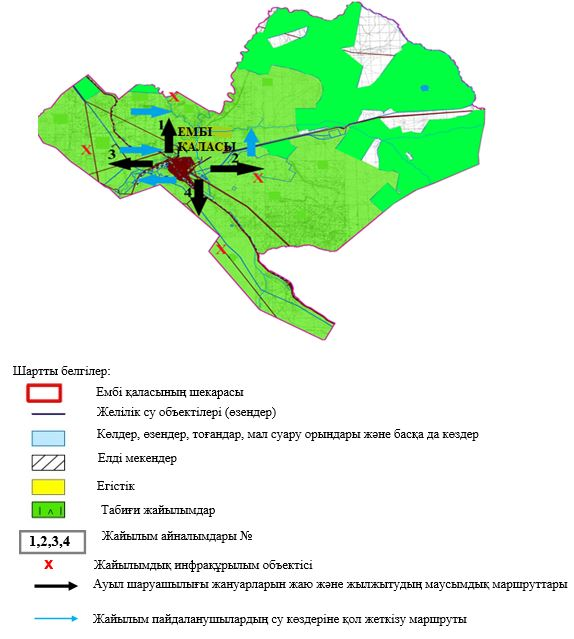 1
ЕМБІ
ҚАЛАСЫ
X
X
3
2
X
4
X
Шартты белгілер:
Ембі қаласының шекарасы
Желілік су объектілері (өзендер)
Көлдер, өзендер, тоғандар, мал суару орындары және басқа да көздер
Елді мекендер
Егістік
Табиғи жайылымдар
1,2,3,4 Жайылым айналымдары №
X Жайылымдық инфрақұрылым объектісі
Ауыл шаруашылығы жануарларын жаю және жылжытудың маусымдық маршруттары
Жайылым пайдаланушылардың су көздеріне қол жеткізу маршруты